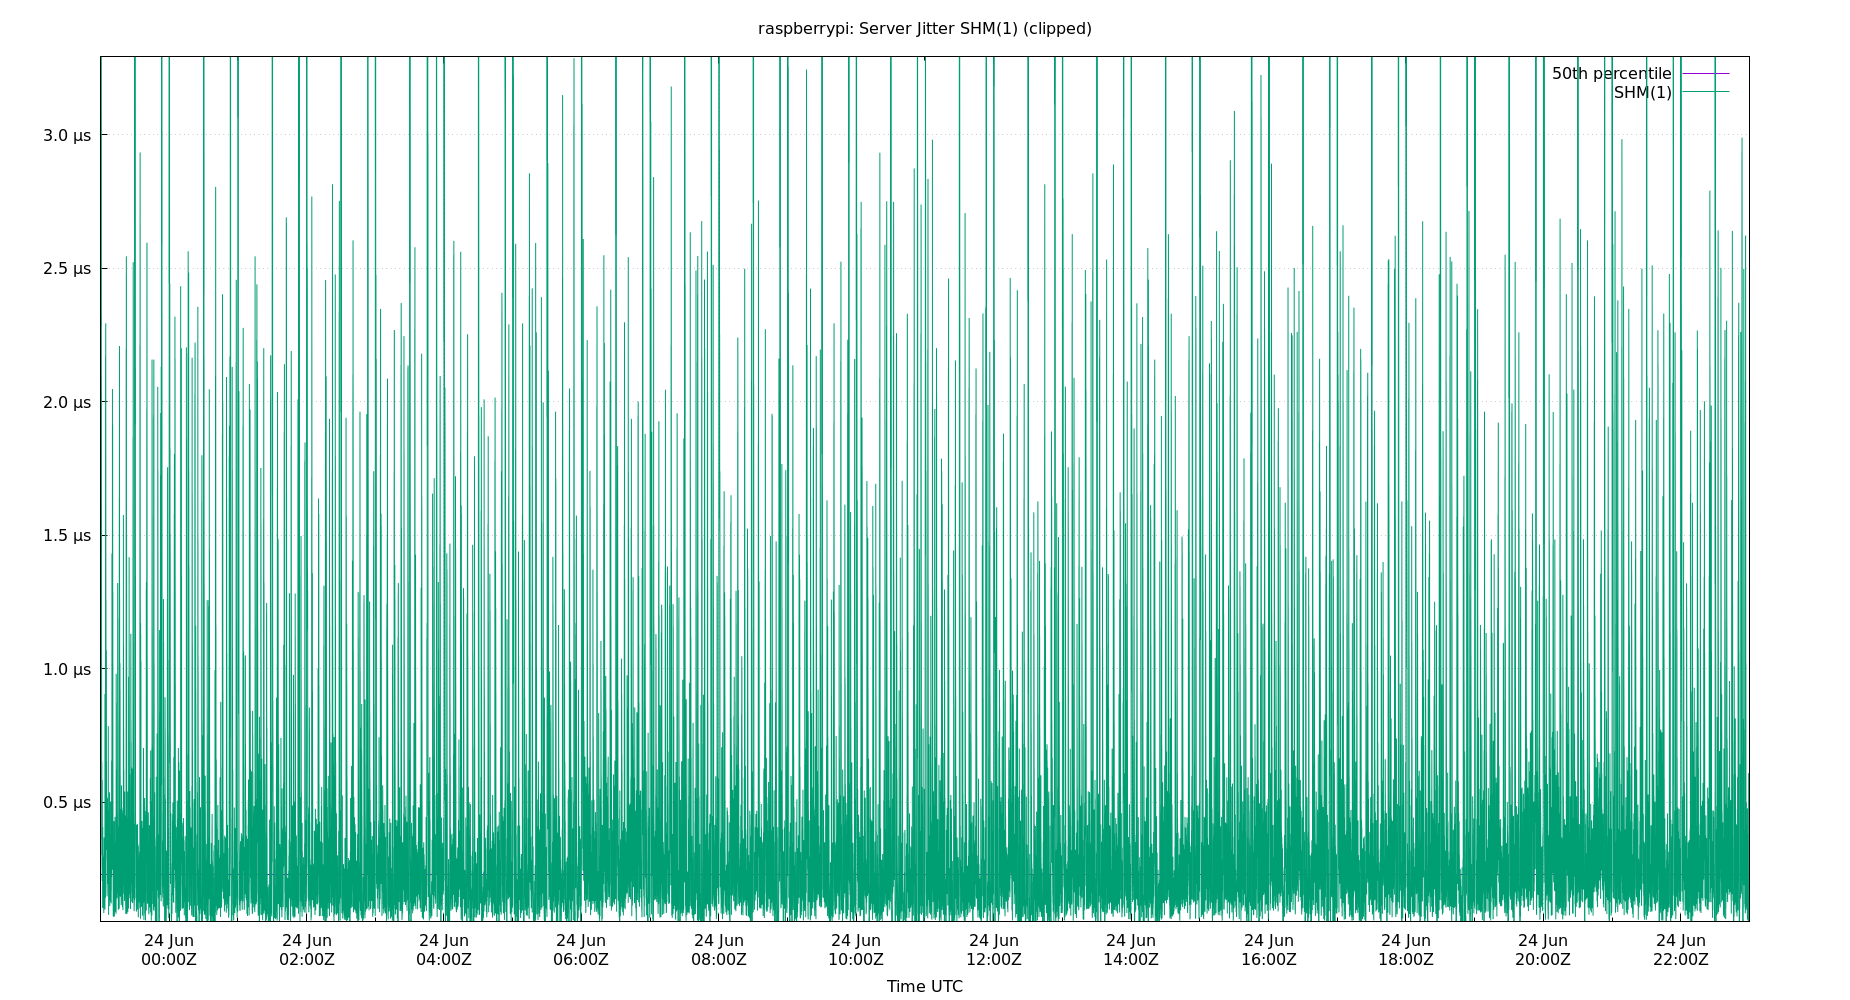 raspberrypi: Server Jitter SHM(1) (clipped)
50th percentile
SHM(1)
3.0 µs
2.5 µs
2.0 µs
1.5 µs
1.0 µs
0.5 µs
24 Jun 24 Jun 24 Jun 24 Jun 24 Jun 24 Jun 24 Jun 24 Jun 24 Jun 24 Jun 24 Jun 24 Jun
00:00Z 02:00Z 04:00Z 06:00Z 08:00Z 10:00Z 12:00Z 14:00Z 16:00Z 18:00Z 20:00Z 22:00Z
Time UTC